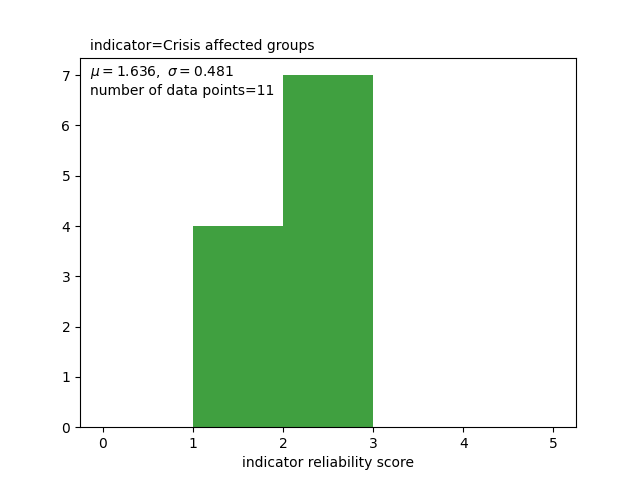 indicator=Crisis affected groups
μ = 1.636, σ = 0.481
number of data points=11
7
6
5
4
3
2
1
0
0 1 2 3 4 5
indicator reliability score